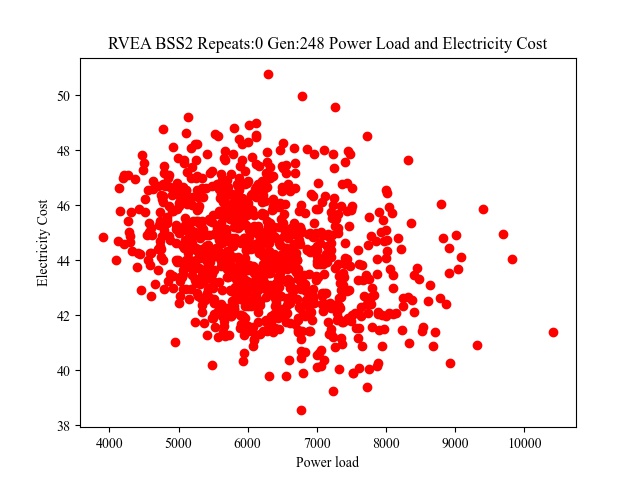 RVEA BSS2 Repeats:0 Gen:248 Power Load and Electricity Cost
50
48
46
44
42
40
38
Electricity Cost
4000 5000 6000 7000 8000 9000 10000
Power load